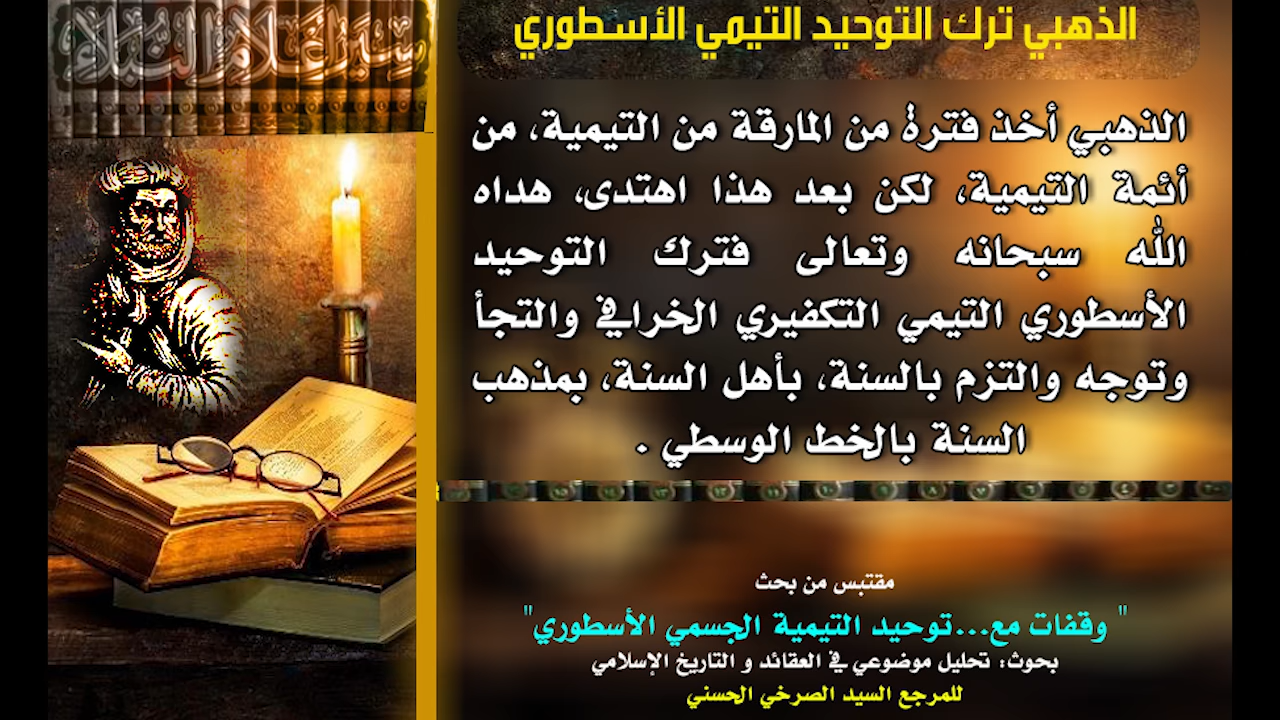 سير أعلام النبلاء
الذهبي ترك التوحيد التيمي الأسطوري
الذهبي أخذ فترة من المارقة من التيمية، من
أئمة التيمية، لكن بعد هذا اهتدى، هداه
الله سبحانه وتعالى فترك التوحيد
الأسطوري التيمي التكفيري الخرافي والتجأ
وتوجه والتزم بالسنة، بأهل السنة، بمذهب
السنة بالخط الوسطي .
مقتبس من بحث
" وقفات مع...توحيد التيمية الجسمي الأسطوري"
بحوث: تحليل موضوعي في العقائد و التاريخ الإسلامي
للمرجع السيد الصرخي الحسني